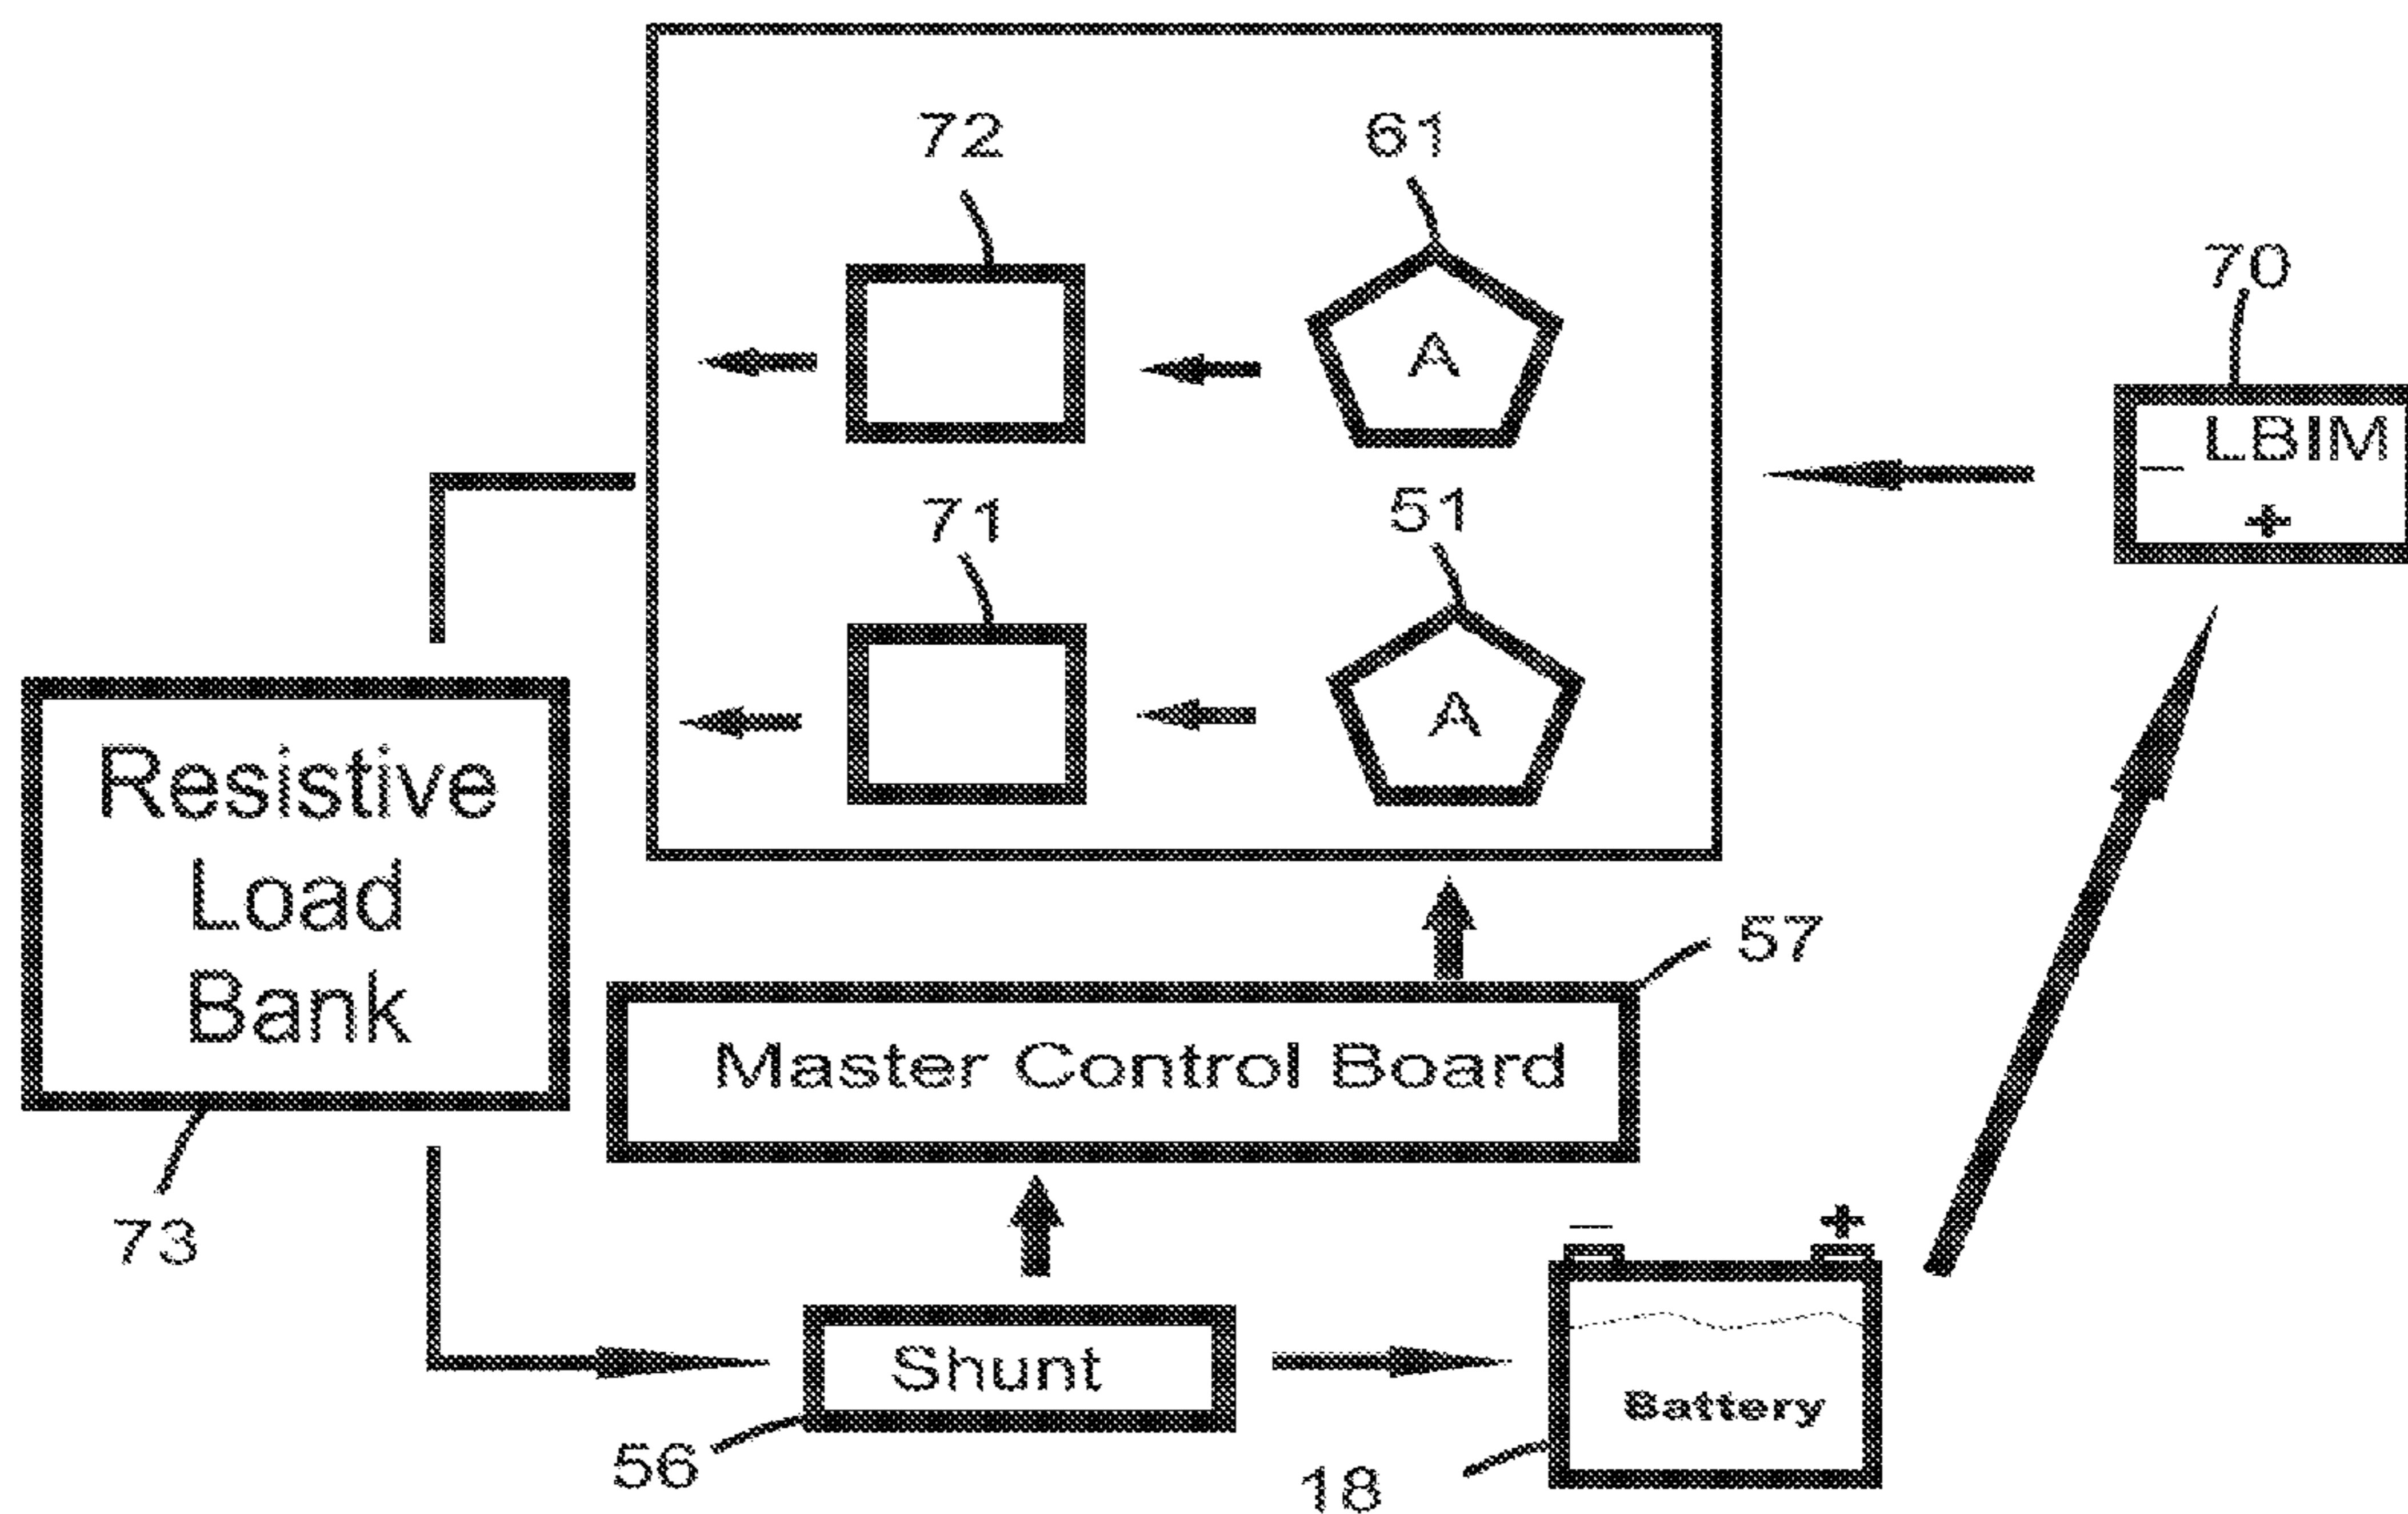 72
61
A
70
LBIM
−
+
71
51
A
Resistive
Load
Bank
57
Master Control Board
73
− +
Shunt
Battery
56
18